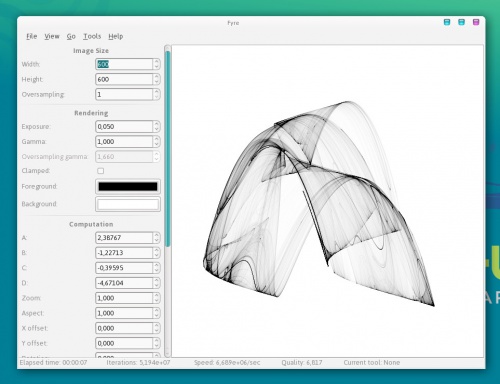 Fyre
File View Go Tools Help
Image Size
Width: 600
Height: 600
Oversampling: 1
Rendering
Exposure: 0,050
Gamma: 1,000
Oversampling gamma: 1,660
Clamped:
Foreground:
Background:
Computation
A: 2,38767
B: -1,22713
C: -0,39595
D: -4,67104
Zoom: 1,000
Aspect: 1,000
X offset: 0,000
Y offset: 0,000
Elapsed time: 00:00:07 Iterations: 5,194e+07 Speed: 6,689e+06/sec Quality: 6,817 Current tool: None